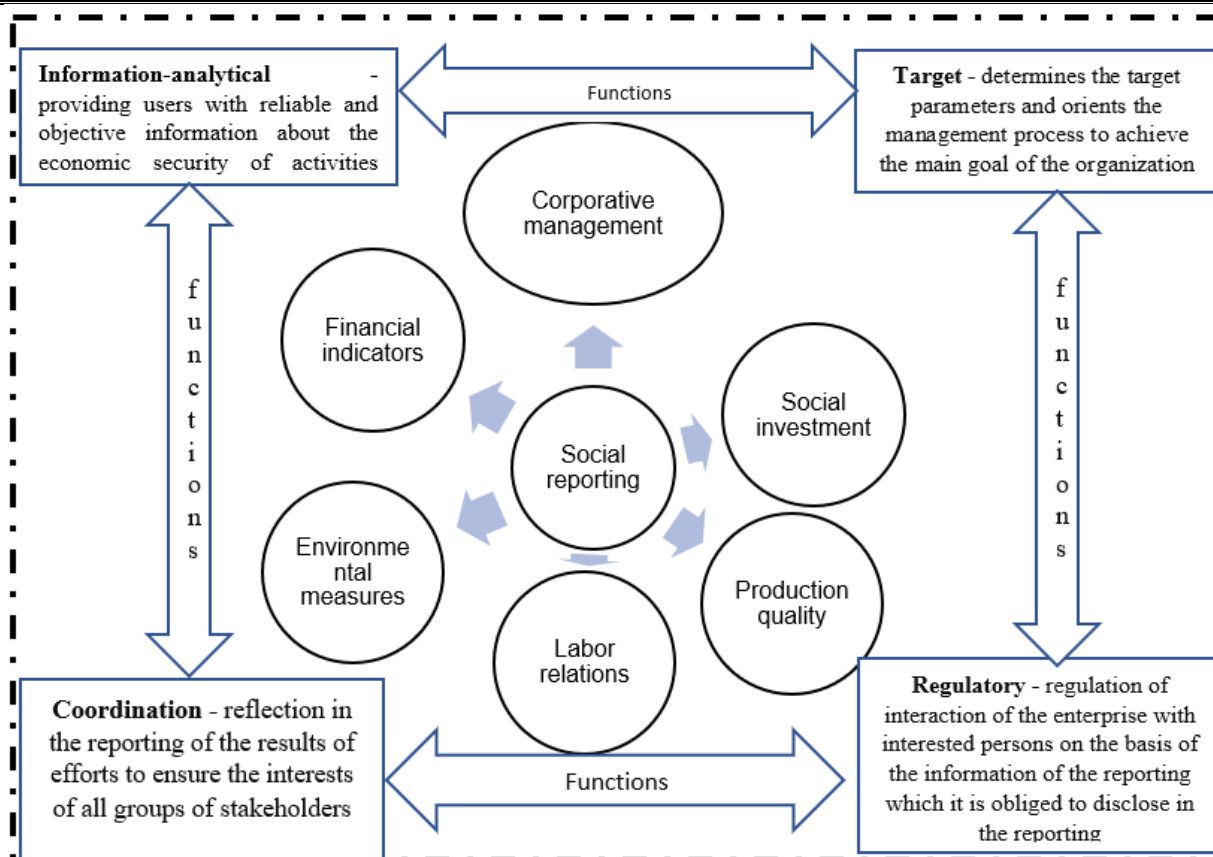 Information-analytical -
providing users with reliable and
objective information about the
economic security of activities
Functions
Target - determines the target
parameters and orients the
management process to achieve
the main goal of the organization
Corporative
management
functions
Financial
indicators
Social
investment
functions
Social
reporting
Environme
ntal
measures
Production
quality
Labor
relations
Coordination - reflection in
the reporting of the results of
efforts to ensure the interests
of all groups of stakeholders
Functions
Regulatory - regulation of
interaction of the enterprise with
interested persons on the basis of
the information of the reporting
which it is obliged to disclose in
the reporting